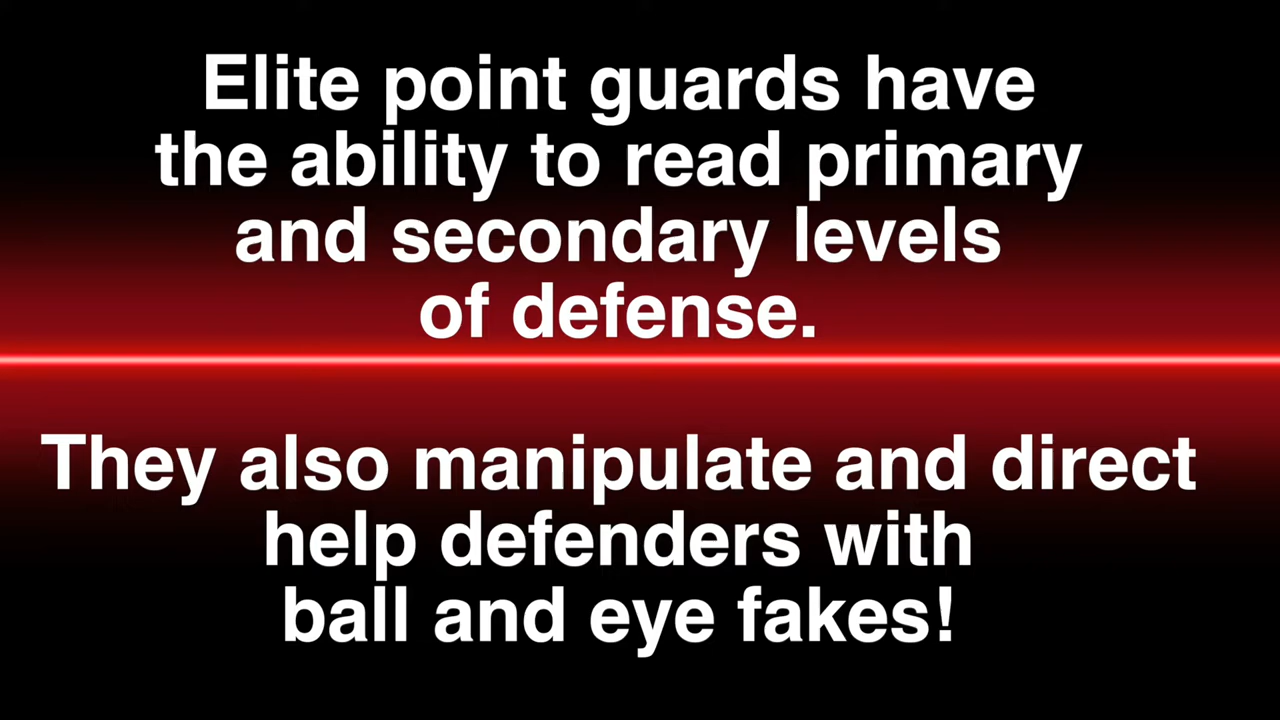 Elite point guards have
the ability to read primary
and secondary levels
of defense.
They also manipulate and direct
help defenders with
ball and eye fakes!